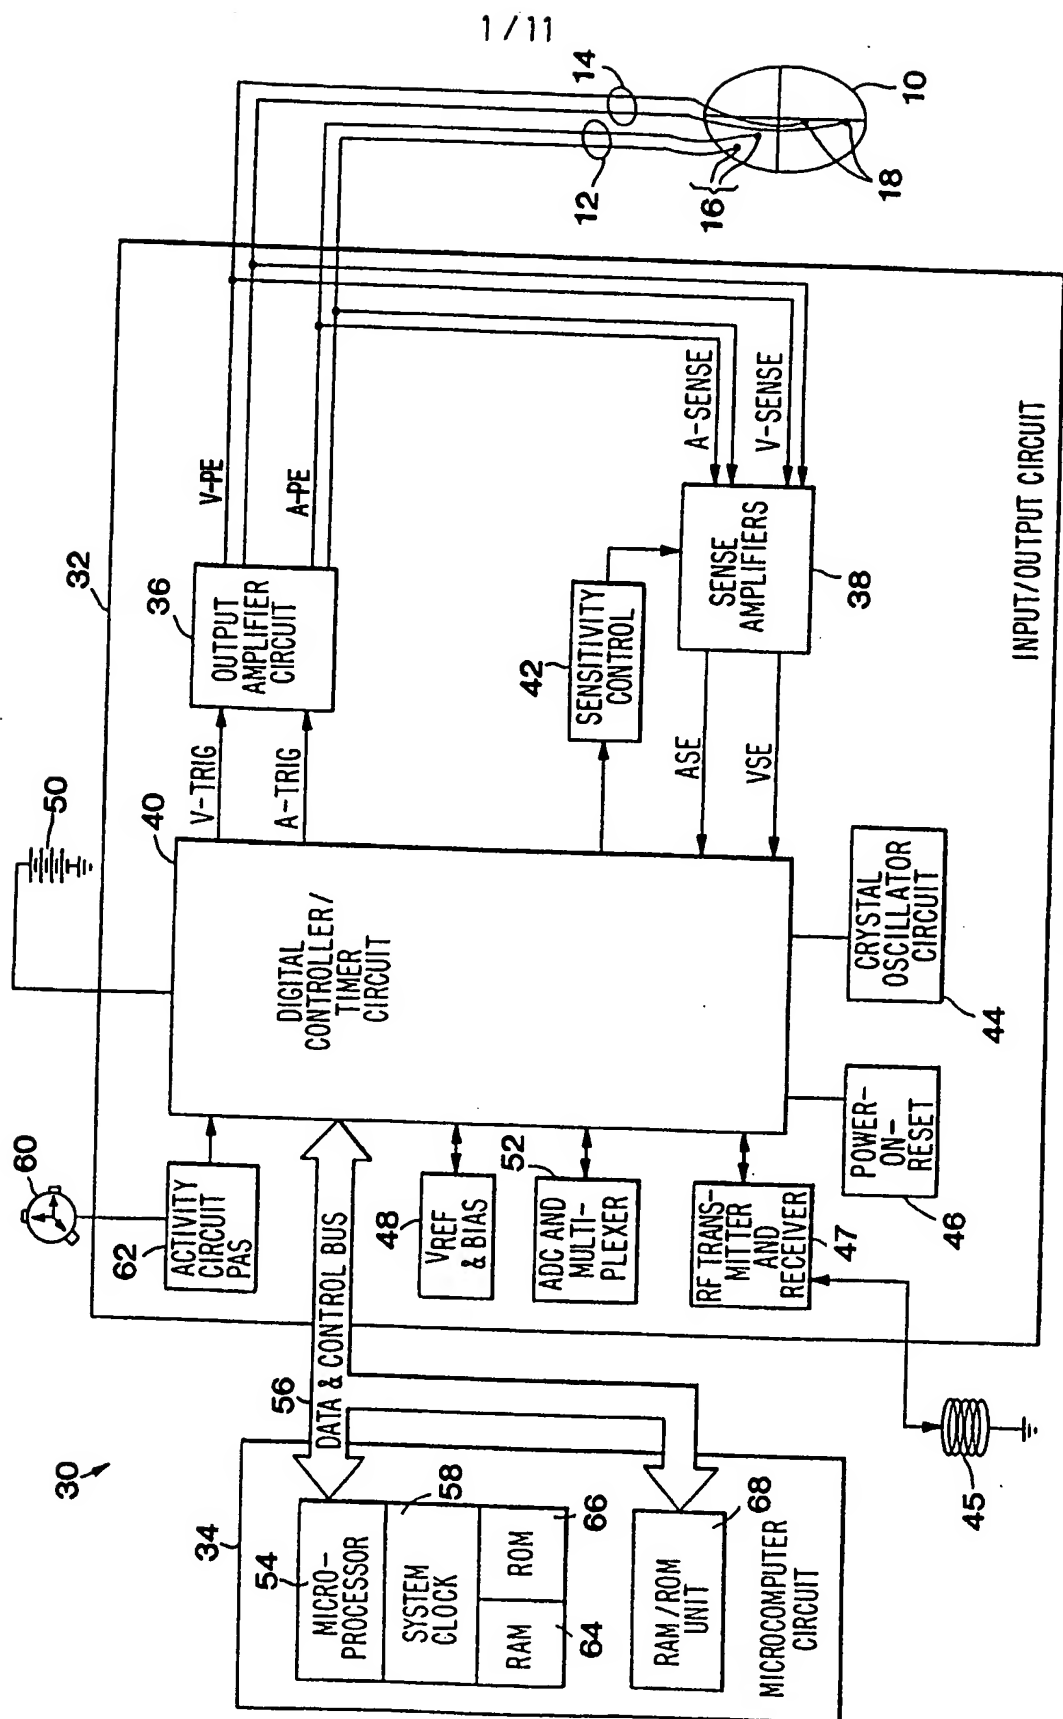 1/11
14
12
10
16
18
32
V-PE
A-PE
36
OUTPUT
AMPLIFIER
CIRCUIT
V-TRIG
A-TRIG
50
40
DIGITAL
CONTROLLER/
TIMER
CIRCUIT
A-SENSE
V-SENSE
SENSE
AMPLIFIERS
38
42
SENSITIVITY
CONTROL
ASE
VSE
INPUT/OUTPUT CIRCUIT
CRYSTAL
OSCILLATOR
CIRCUIT
44
POWER-
ON-
RESET
46
60
62
ACTIVITY
CIRCUIT
PAS
48
VREF
& BIAS
52
ADC AND
MULTI-
PLEXER
RF TRANS-
MITTER
AND
RECEIVER
47
45
56
DATA & CONTROL BUS
30
34
54
MICRO-
PROCESSOR
58
SYSTEM
CLOCK
RAM
ROM
66
64
68
RAM/ROM
UNIT
MICROCOMPUTER
CIRCUIT